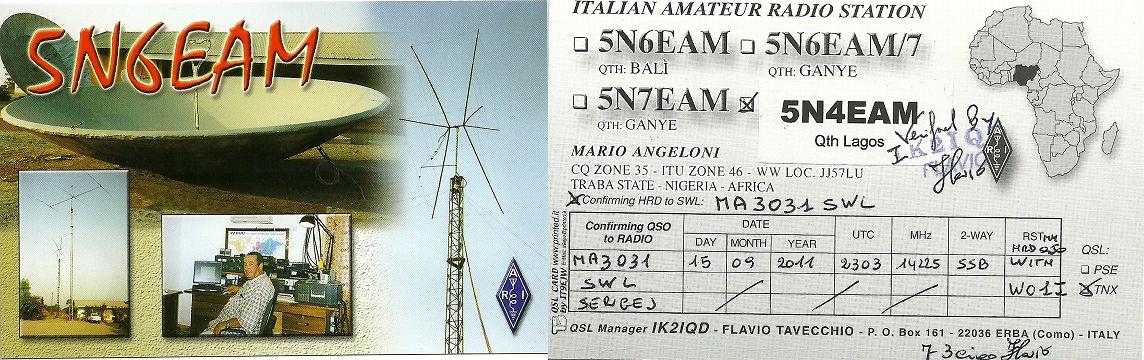 5N6EAM
A
R I
ITALIAN AMATEUR RADIO STATION
5N6EAM 5N6EAM/7
QTH: BALÌ QTH: GANYE
5N7EAM
QTH: GANYE
5N4EAM
Qth Lagos
Verified By
IK2IQD
FLAVIO
Flavio
MARIO ANGELONI
CQ ZONE 35 - ITU ZONE 46 - WW LOC. JJ57LU
TRABA STATE - NIGERIA - AFRICA
Confirming HRD to SWL: MA3031 SWL
Confirming QSO to RADIO DATE DAY MONTH YEAR UTC MHz 2-WAY RST
HRD QSO
MA3031 15 09 2011 2303 14225 SSB WITH
SWL W01I
SERGEJ
QSL:
PSE
TNX
QSL CARD www.printed.it
by IT9EJW
QSL Manager IK2IQD - FLAVIO TAVECCHIO - P. O. Box 161 - 22036 ERBA (Como) - ITALY
73 ciao Flavio